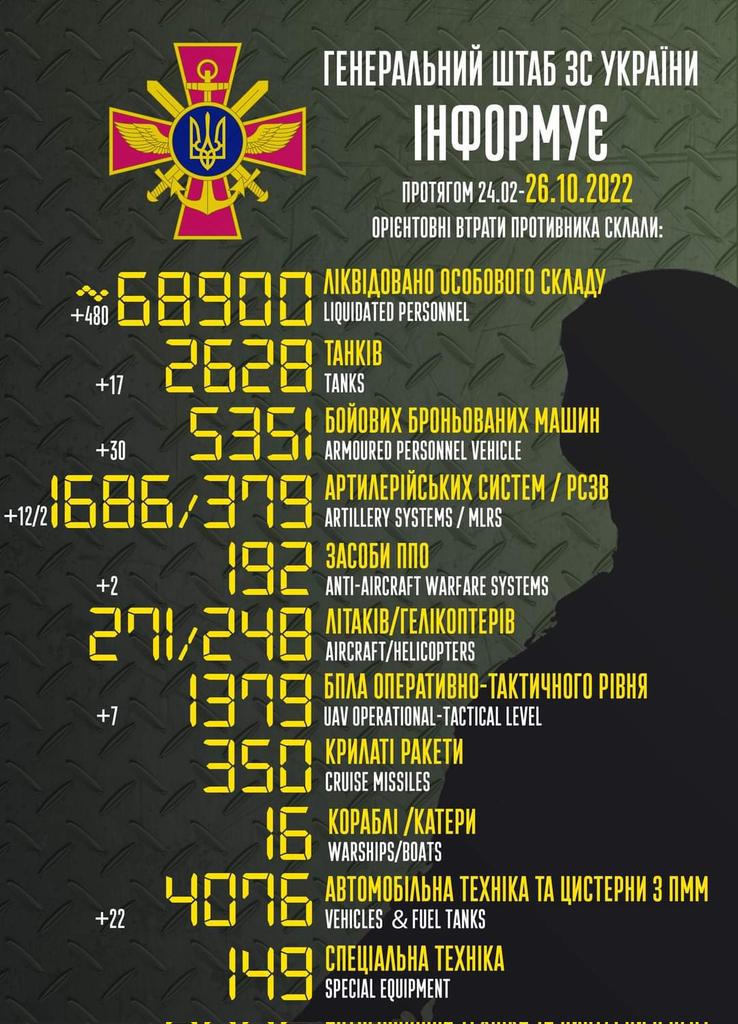 ГЕНЕРАЛЬНИЙ ШТАБ ЗС УКРАЇНИ
ІНФОРМУЄ
ПРОТЯГОМ 24.02-26.10.2022
ОРІЄНТОВНІ ВТРАТИ ПРОТИВНИКА СКЛАЛИ:
~68900 ЛІКВІДОВАНО ОСОБОВОГО СКЛАДУ
+480 LIQUIDATED PERSONNEL
2628 ТАНКІВ
+17 TANKS
5351 БОЙОВИХ БРОНЬОВАНИХ МАШИН
+30 ARMOURED PERSONNEL VEHICLE
1686/379 АРТИЛЕРІЙСЬКИХ СИСТЕМ / РСЗВ
+12/2 ARTILLERY SYSTEMS / MLRS
192 ЗАСОБИ ППО
+2 ANTI-AIRCRAFT WARFARE SYSTEMS
271/248 ЛІТАКІВ/ГЕЛІКОПТЕРІВ
AIRCRAFT/HELICOPTERS
1379 БПЛА ОПЕРАТИВНО-ТАКТИЧНОГО РІВНЯ
+7 UAV OPERATIONAL-TACTICAL LEVEL
350 КРИЛАТІ РАКЕТИ
CRUISE MISSILES
16 КОРАБЛІ /КАТЕРИ
WARSHIPS/BOATS
4076 АВТОМОБІЛЬНА ТЕХНІКА ТА ЦИСТЕРНИ З ПММ
+22 VEHICLES & FUEL TANKS
149 СПЕЦІАЛЬНА ТЕХНІКА
SPECIAL EQUIPMENT